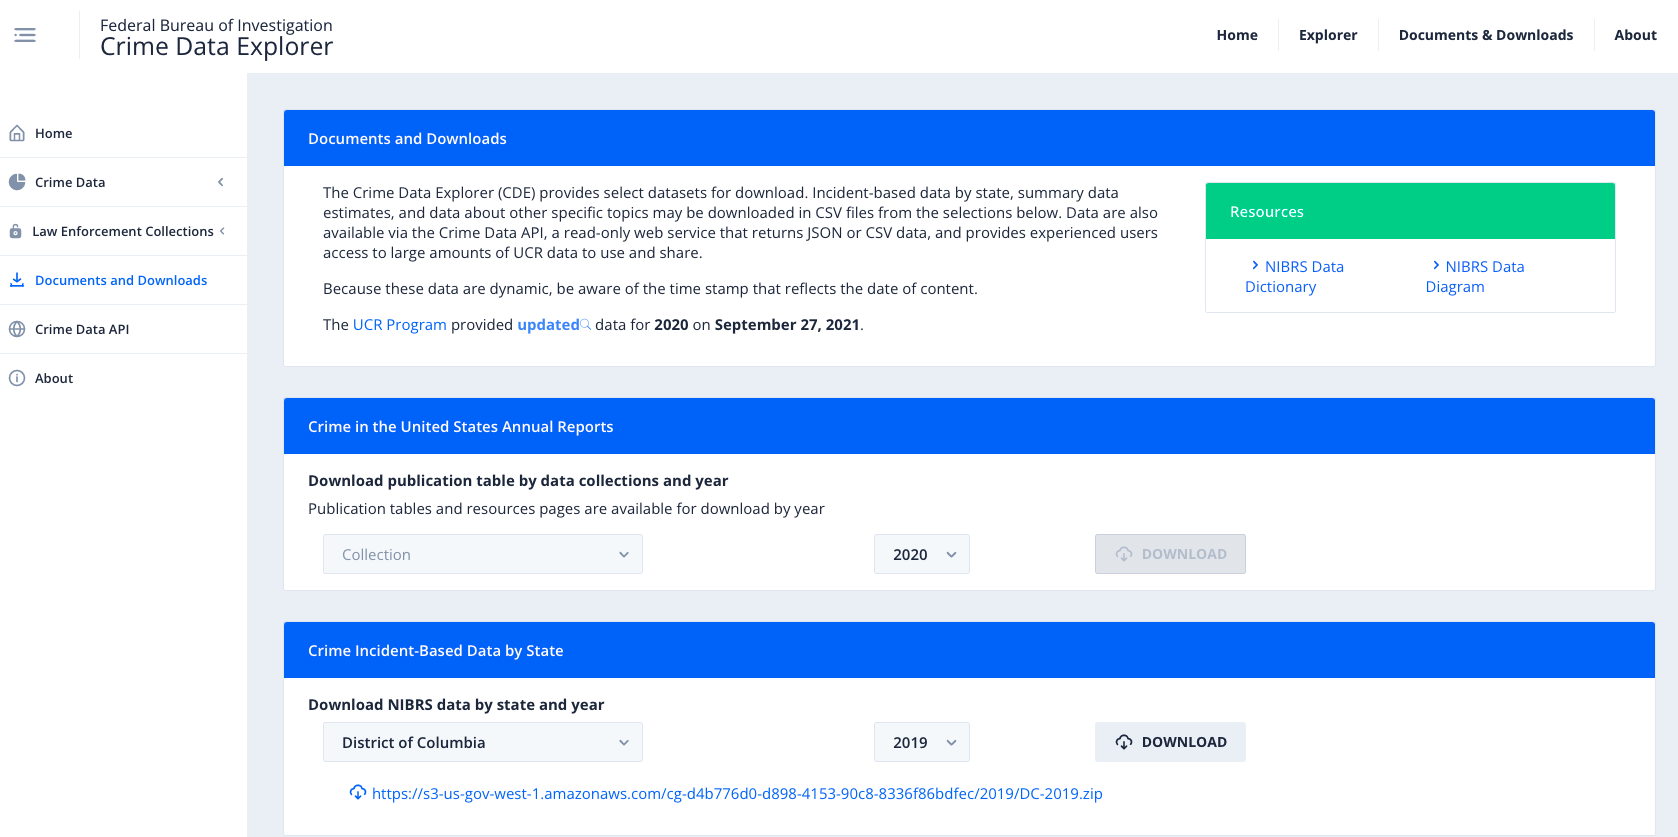 Federal Bureau of Investigation
Crime Data Explorer
Home
Explorer
Documents & Downloads
About
Home
Crime Data
Law Enforcement Collections
Documents and Downloads
Crime Data API
About
Documents and Downloads
The Crime Data Explorer (CDE) provides select datasets for download. Incident-based data by state, summary data
estimates, and data about other specific topics may be downloaded in CSV files from the selections below. Data are also
available via the Crime Data API, a read-only web service that returns JSON or CSV data, and provides experienced users
access to large amounts of UCR data to use and share.
Because these data are dynamic, be aware of the time stamp that reflects the date of content.
The UCR Program provided updated data for 2020 on September 27, 2021.
Resources
NIBRS Data
Dictionary
NIBRS Data
Diagram
Crime in the United States Annual Reports
Download publication table by data collections and year
Publication tables and resources pages are available for download by year
Collection
2020
DOWNLOAD
Crime Incident-Based Data by State
Download NIBRS data by state and year
District of Columbia
2019
DOWNLOAD
https://s3-us-gov-west-1.amazonaws.com/cg-d4b776d0-d898-4153-90c8-8336f86bdfec/2019/DC-2019.zip